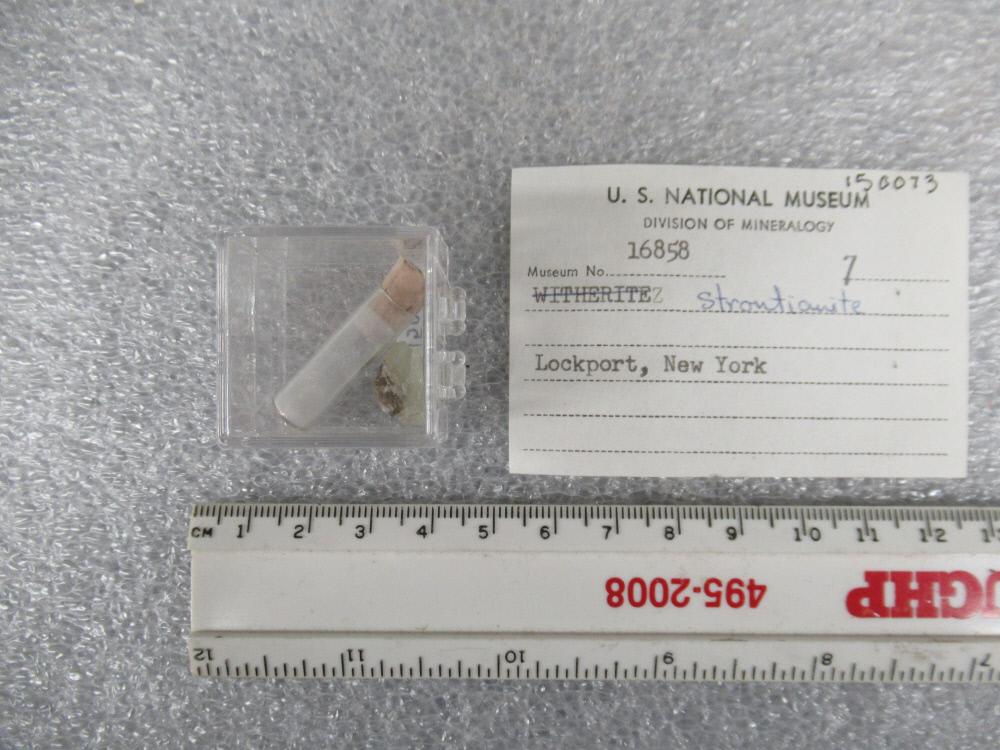 150073
U. S. NATIONAL MUSEUM
DIVISION OF MINERALOGY
16858
Museum No. 7
WITHERITEZ Strontianite
Lockport, New York
CM 1 2 3 4 5 6 7 8 9 10 11 12
495-2008
12 11 10 9 8 7